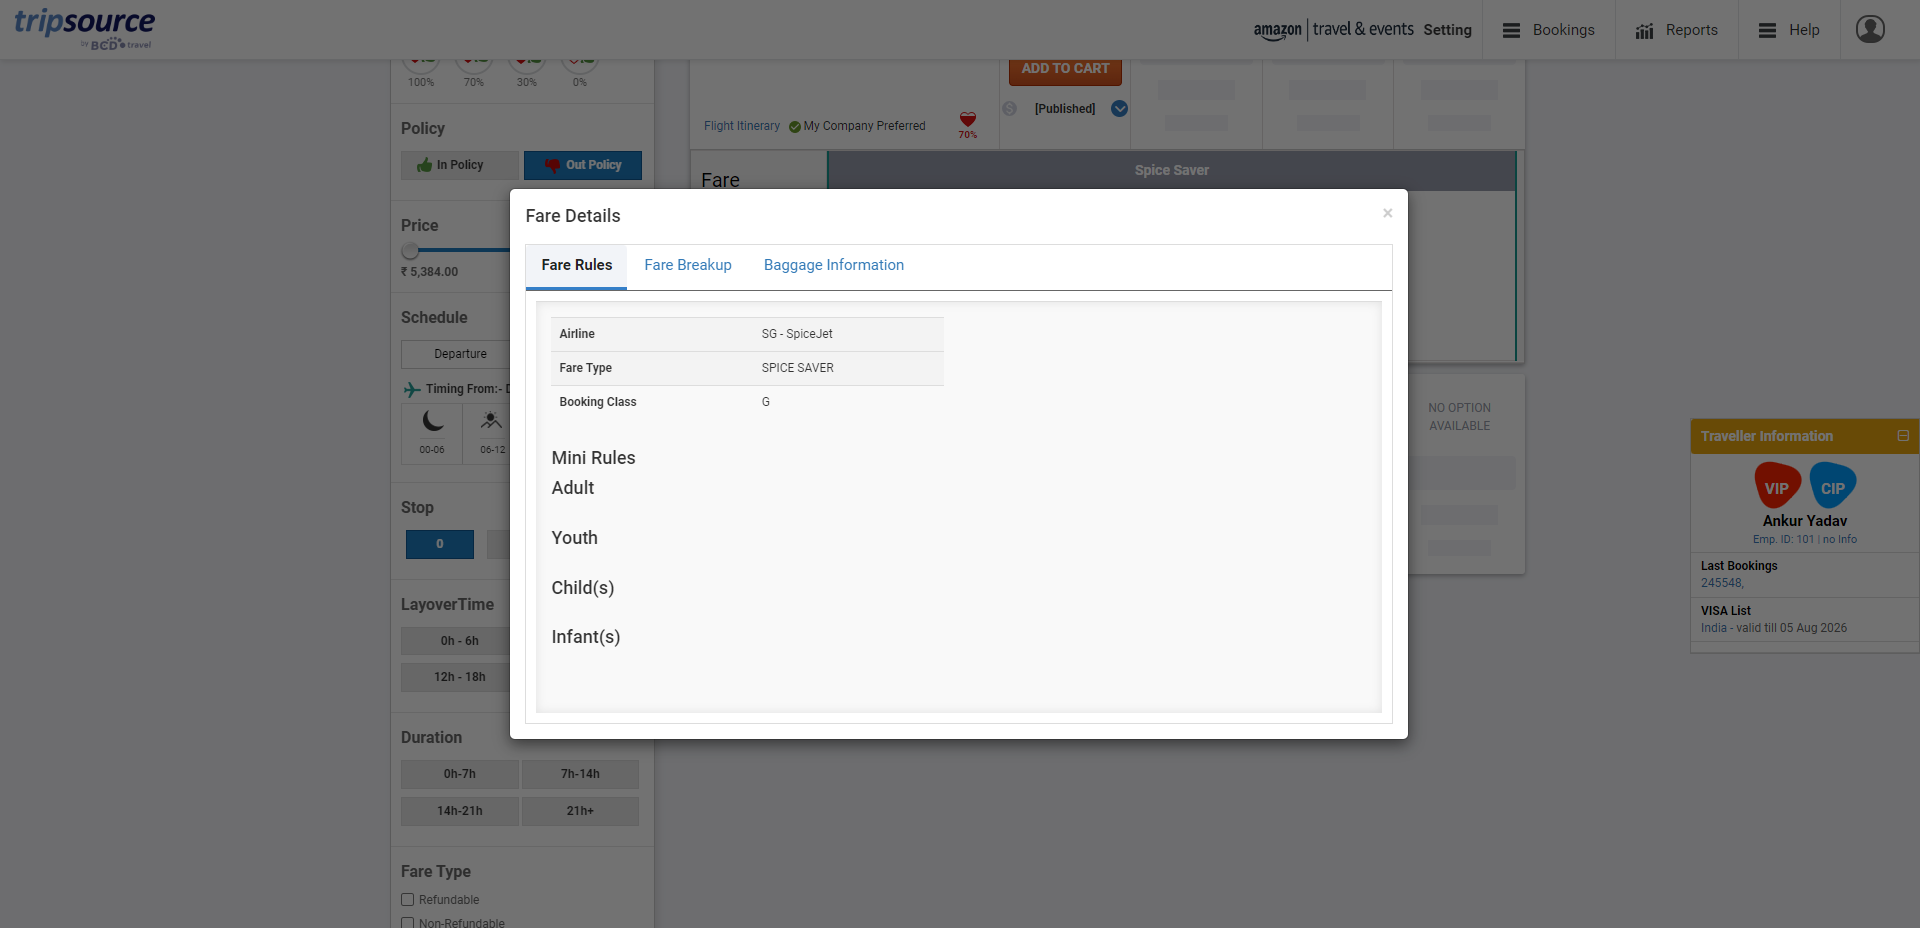 tripsource
by BCD travel
amazon | travel & events
Setting
Bookings
Reports
Help
100%
70%
30%
0%
Policy
In Policy
Out Policy
Price
₹ 5,384.00
Schedule
Departure
Timing From:- D
00-06
06-12
Stop
0
LayoverTime
0h - 6h
12h - 18h
Duration
0h-7h
7h-14h
14h-21h
21h+
Fare Type
Refundable
Non-Refundable
ADD TO CART
[Published]
Flight Itinerary
My Company Preferred
70%
Fare
Spice Saver
Fare Details
×
Fare Rules
Fare Breakup
Baggage Information
Airline
SG - SpiceJet
Fare Type
SPICE SAVER
Booking Class
G
Mini Rules
Adult
Youth
Child(s)
Infant(s)
NO OPTION
AVAILABLE
Traveller Information
VIP
CIP
Ankur Yadav
Emp. ID: 101 | no Info
Last Bookings
245548,
VISA List
India - valid till 05 Aug 2026